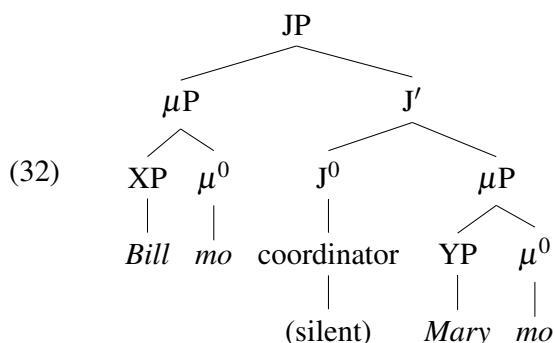 JP
μP J′
(32) XP μ⁰ J⁰ μP
Bill mo coordinator YP μ⁰
(silent) Mary mo